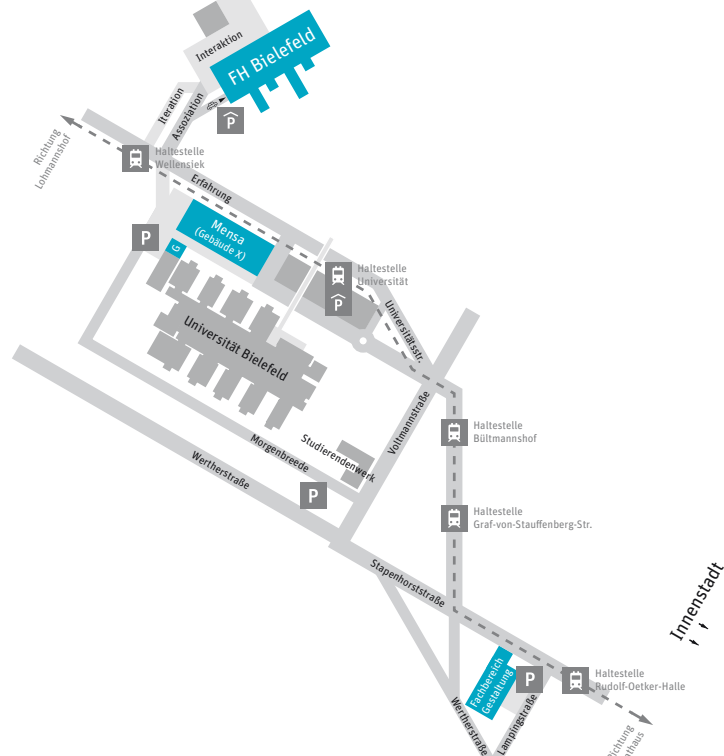 Interaktion
FH Bielefeld
Iteration
Assoziation
P
Richtung
Lohmannshof
Haltestelle
Wellensiek
Erfahrung
Mensa
(Gebäude X)
P
G
Haltestelle
Universität
P
Universitätsstr.
Universität Bielefeld
Voltmannstraße
Haltestelle
Bültmannshof
Studierendenwerk
Morgenbreede
Wertherstraße
P
Haltestelle
Graf-von-Stauffenberg-Str.
Stapenhorststraße
Innenstadt
Fachbereich
Gestaltung
P
Haltestelle
Rudolf-Oetker-Halle
Wertherstraße
Lampingstraße